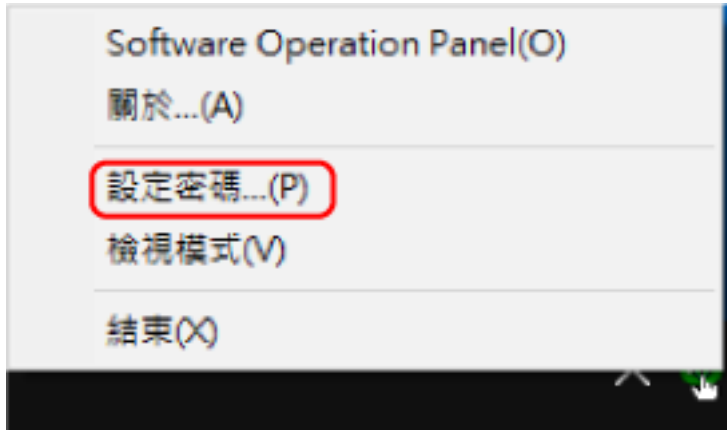 Software Operation Panel(O)
關於...(A)
設定密碼...(P)
檢視模式(V)
結束(X)